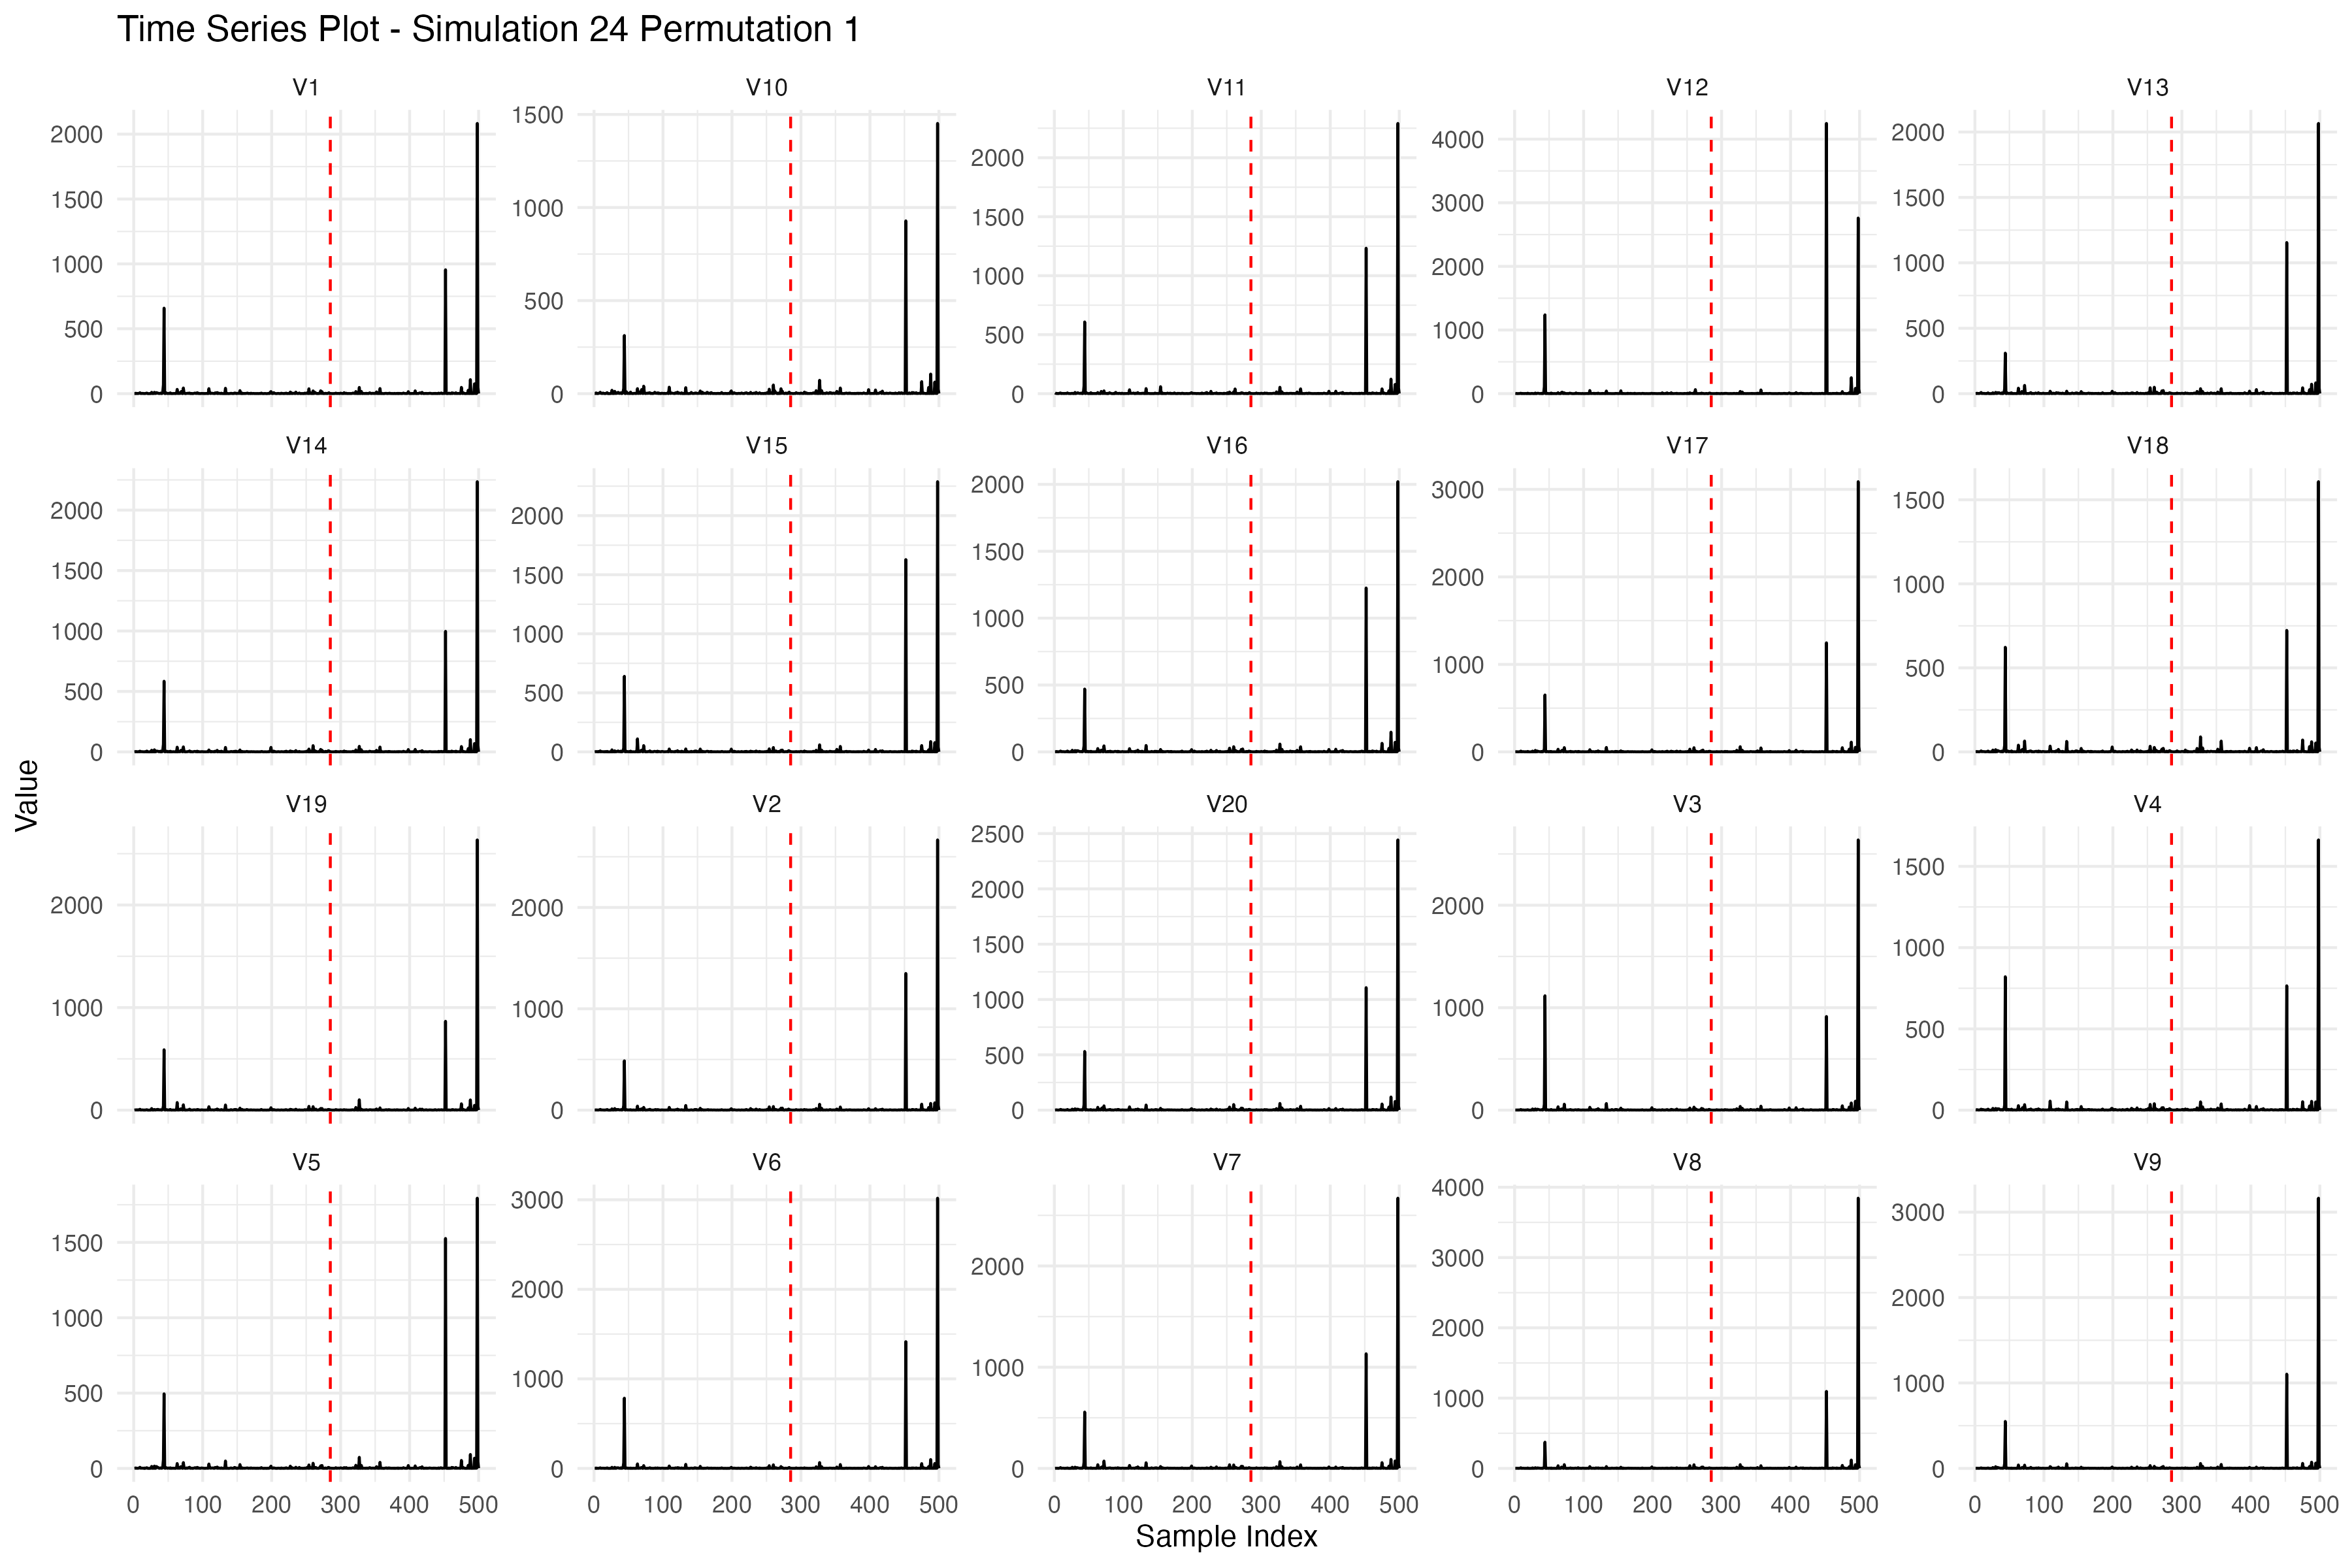 Time Series Plot - Simulation 24 Permutation 1
V1 V10 V11 V12 V13
2000 1500 1000 500 0
1500 1000 500 0
2000 1500 1000 500 0
4000 3000 2000 1000 0
2000 1500 1000 500 0
V14 V15 V16 V17 V18
2000 1500 1000 500 0
2000 1500 1000 500 0
2000 1500 1000 500 0
3000 2000 1000 0
1500 1000 500 0
Value
V19 V2 V20 V3 V4
2000 1000 0
2000 1000 0
2500 2000 1500 1000 500 0
2000 1000 0
1500 1000 500 0
V5 V6 V7 V8 V9
1500 1000 500 0
3000 2000 1000 0
2000 1000 0
4000 3000 2000 1000 0
3000 2000 1000 0
0 100 200 300 400 500 0 100 200 300 400 500 0 100 200 300 400 500 0 100 200 300 400 500 0 100 200 300 400 500
Sample Index